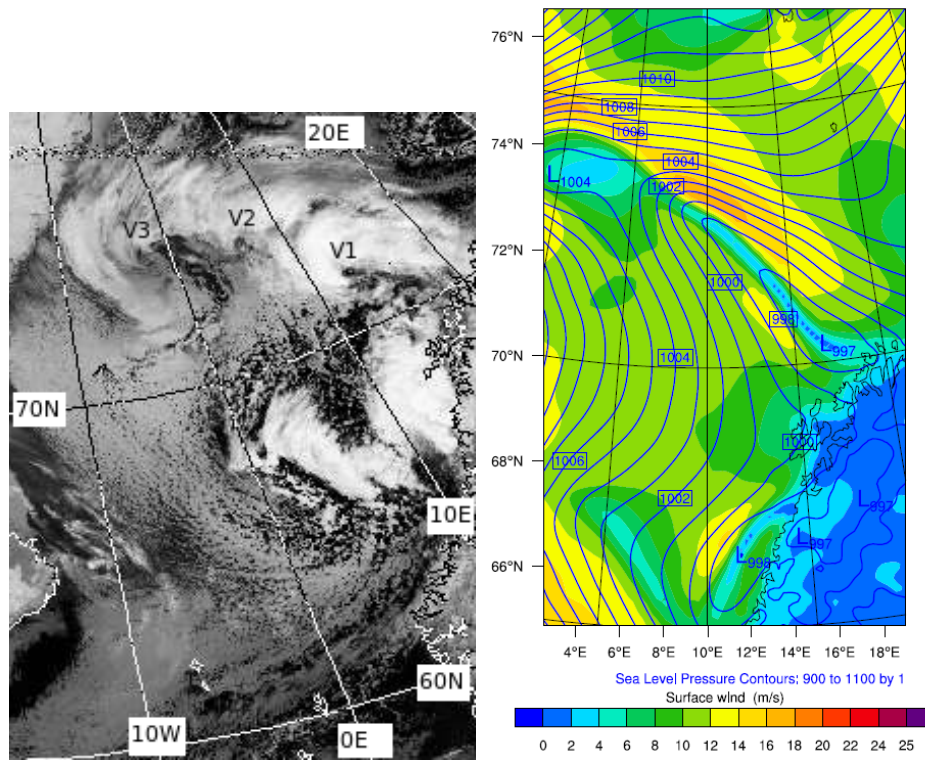 20E
V3
V2
V1
70N
10E
60N
10W
0E
76°N
74°N
72°N
70°N
68°N
66°N
1010
1008
1006
1004
L1004
1002
1000
998
L997
1004
1000
1006
1002
L997
L997
4°E 6°E 8°E 10°E 12°E 14°E 16°E 18°E
Sea Level Pressure Contours: 900 to 1100 by 1
Surface wind (m/s)
0 2 4 6 8 10 12 14 16 18 20 22 24 25